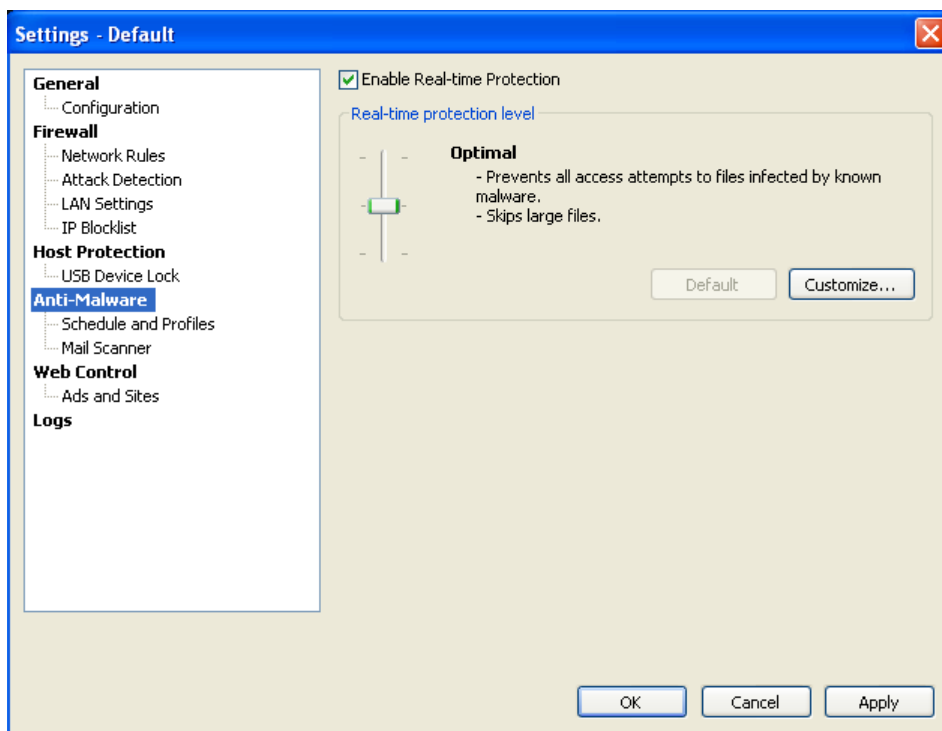 Settings - Default
General
Configuration
Firewall
Network Rules
Attack Detection
LAN Settings
IP Blocklist
Host Protection
USB Device Lock
Anti-Malware
Schedule and Profiles
Mail Scanner
Web Control
Ads and Sites
Logs
Enable Real-time Protection
Real-time protection level
Optimal
- Prevents all access attempts to files infected by known
malware.
- Skips large files.
Default
Customize...
OK
Cancel
Apply